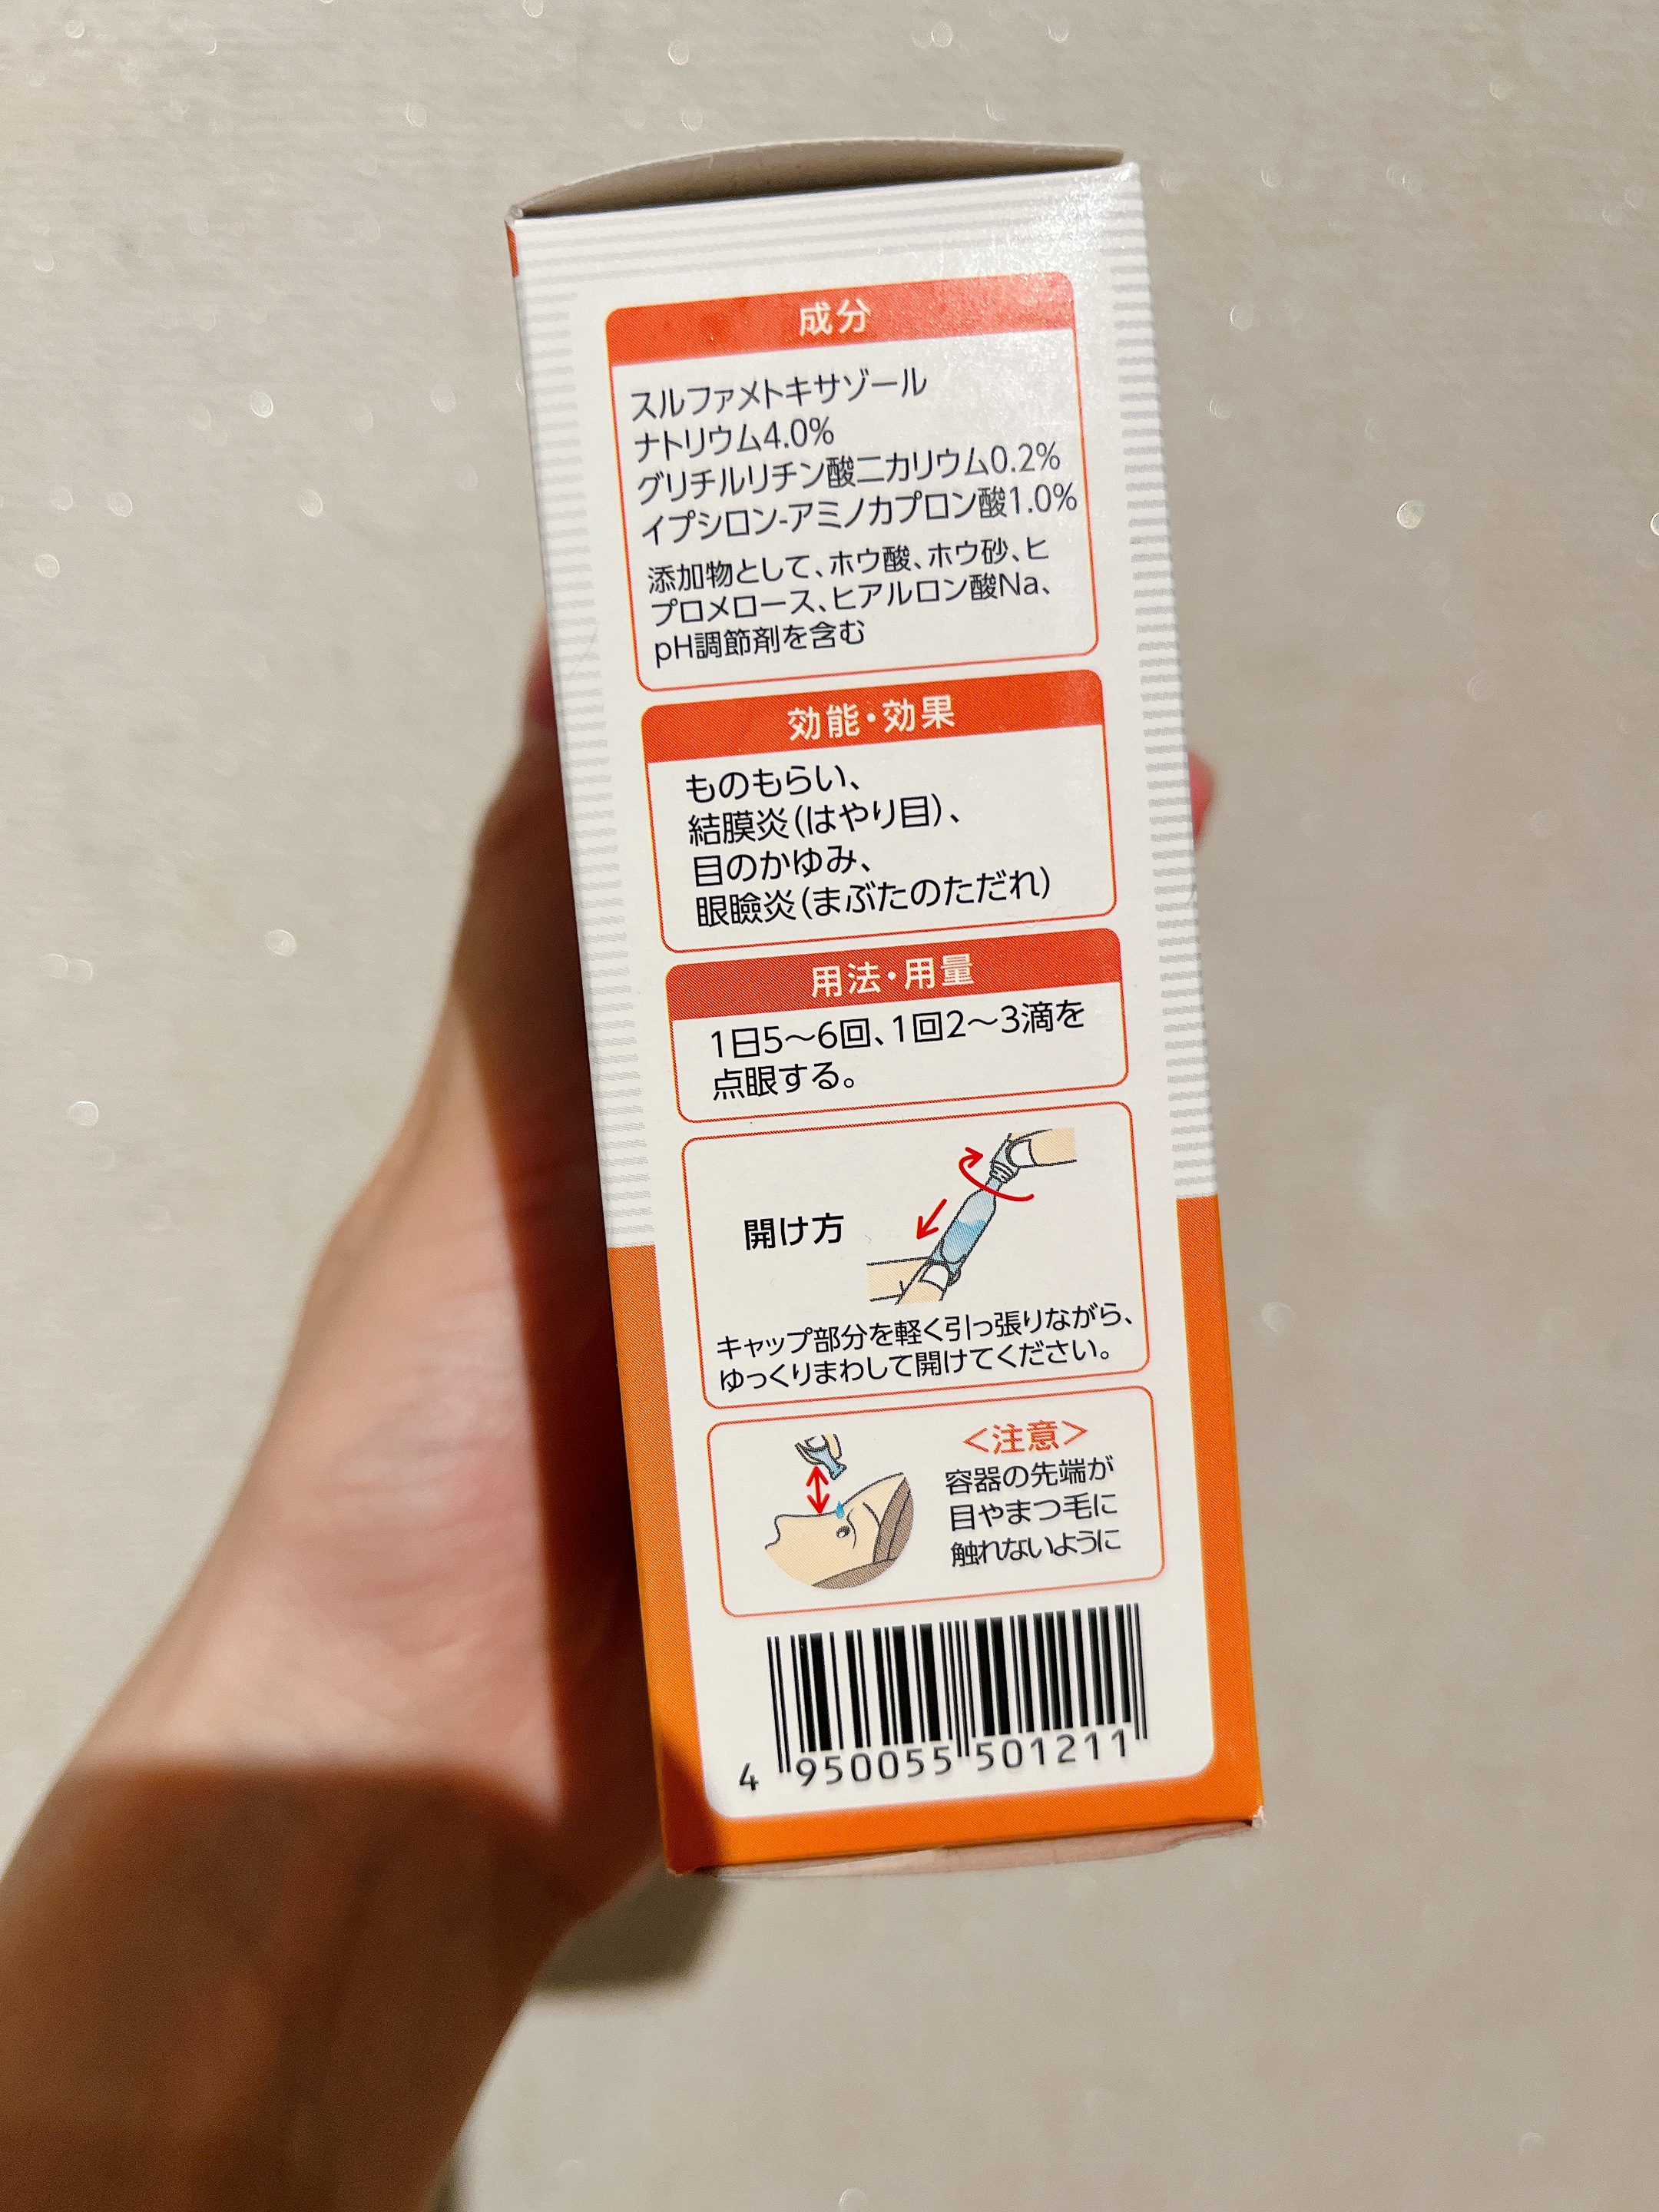 成分
スルファメトキサゾール
ナトリウム4.0%
グリチルリチン酸二カリウム0.2%
イプシロン-アミノカプロン酸1.0%
添加物として、ホウ酸、ホウ砂、ヒ
プロメロース、ヒアルロン酸Na、
pH調節剤を含む
効能・効果
ものもらい、
結膜炎(はやり目)、
目のかゆみ、
眼瞼炎(まぶたのただれ)
用法・用量
1日5〜6回、1回2〜3滴を
点眼する。
開け方
キャップ部分を軽く引っ張りながら、
ゆっくりまわして開けてください。
<注意>
容器の先端が
目やまつ毛に
触れないように
4 950055 501211